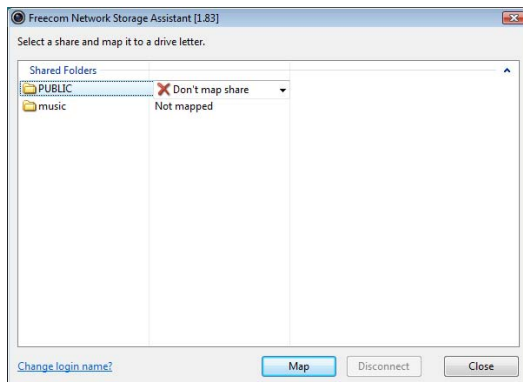 Freecom Network Storage Assistant [1.83]
Select a share and map it to a drive letter.
Shared Folders
PUBLIC Don't map share
music Not mapped
Change login name? Map Disconnect Close